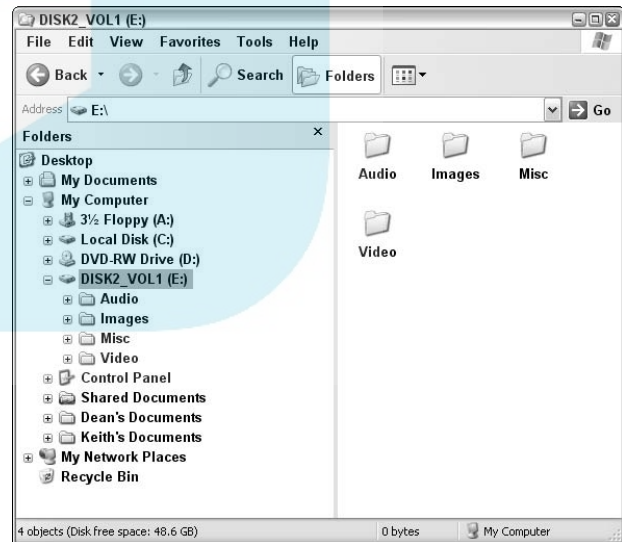 DISK2_VOL1 (E:)
File Edit View Favorites Tools Help
Back Search Folders
Address E:\ Go
Folders
Desktop
My Documents
My Computer
3½ Floppy (A:)
Local Disk (C:)
DVD-RW Drive (D:)
DISK2_VOL1 (E:)
Audio
Images
Misc
Video
Control Panel
Shared Documents
Dean's Documents
Keith's Documents
My Network Places
Recycle Bin
Audio Images Misc
Video
4 objects (Disk free space: 48.6 GB) 0 bytes My Computer